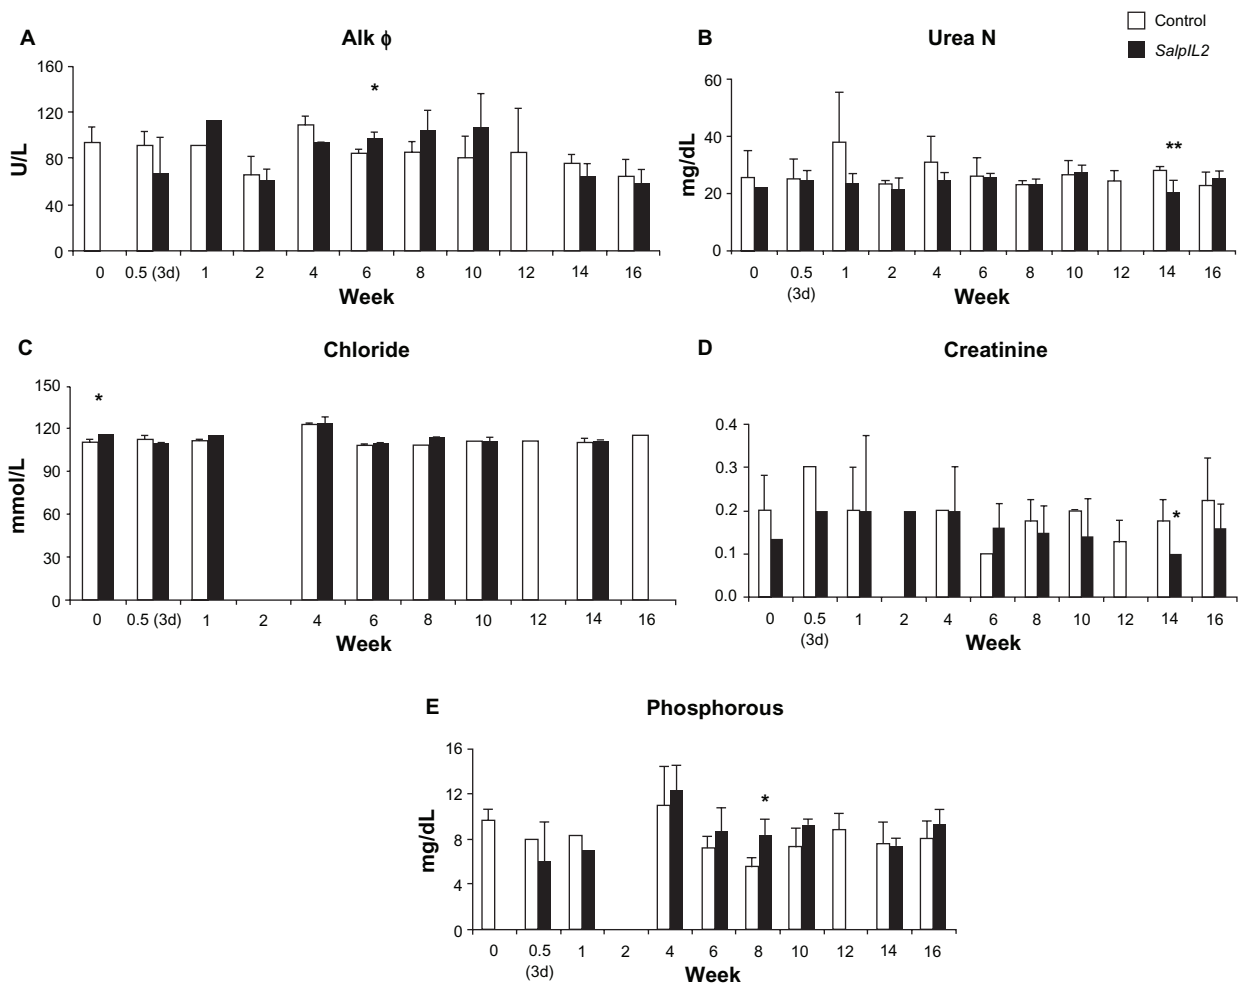 Control
SalpIL2
A
Alk ϕ
160
120
80
40
0
U/L
*
0 0.5 (3d) 1 2 4 6 8 10 12 14 16
Week
B
Urea N
60
40
20
0
mg/dL
**
0 0.5 1 2 4 6 8 10 12 14 16
(3d)
Week
C
Chloride
150
120
90
60
30
0
mmol/L
*
0 0.5 (3d) 1 2 4 6 8 10 12 14 16
Week
D
Creatinine
0.4
0.3
0.2
0.1
0.0
*
0 0.5 1 2 4 6 8 10 12 14 16
(3d)
Week
E
Phosphorous
16
12
8
4
0
mg/dL
*
0 0.5 1 2 4 6 8 10 12 14 16
(3d)
Week